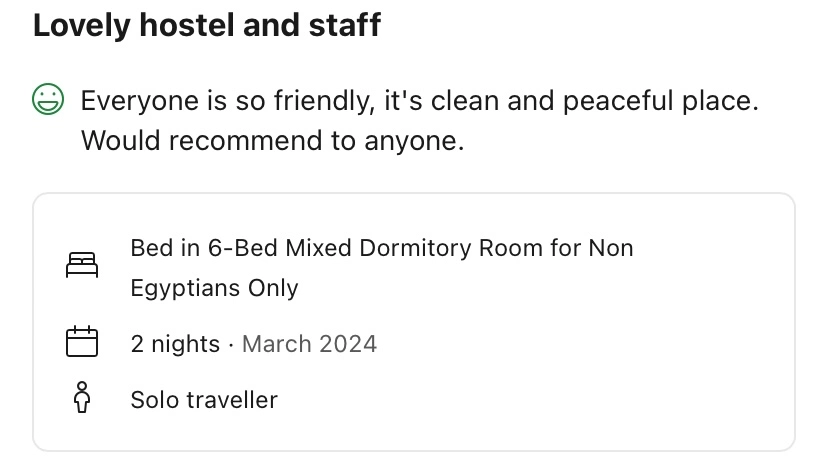 Lovely hostel and staff
Everyone is so friendly, it's clean and peaceful place.
Would recommend to anyone.
Bed in 6-Bed Mixed Dormitory Room for Non
Egyptians Only
2 nights · March 2024
Solo traveller